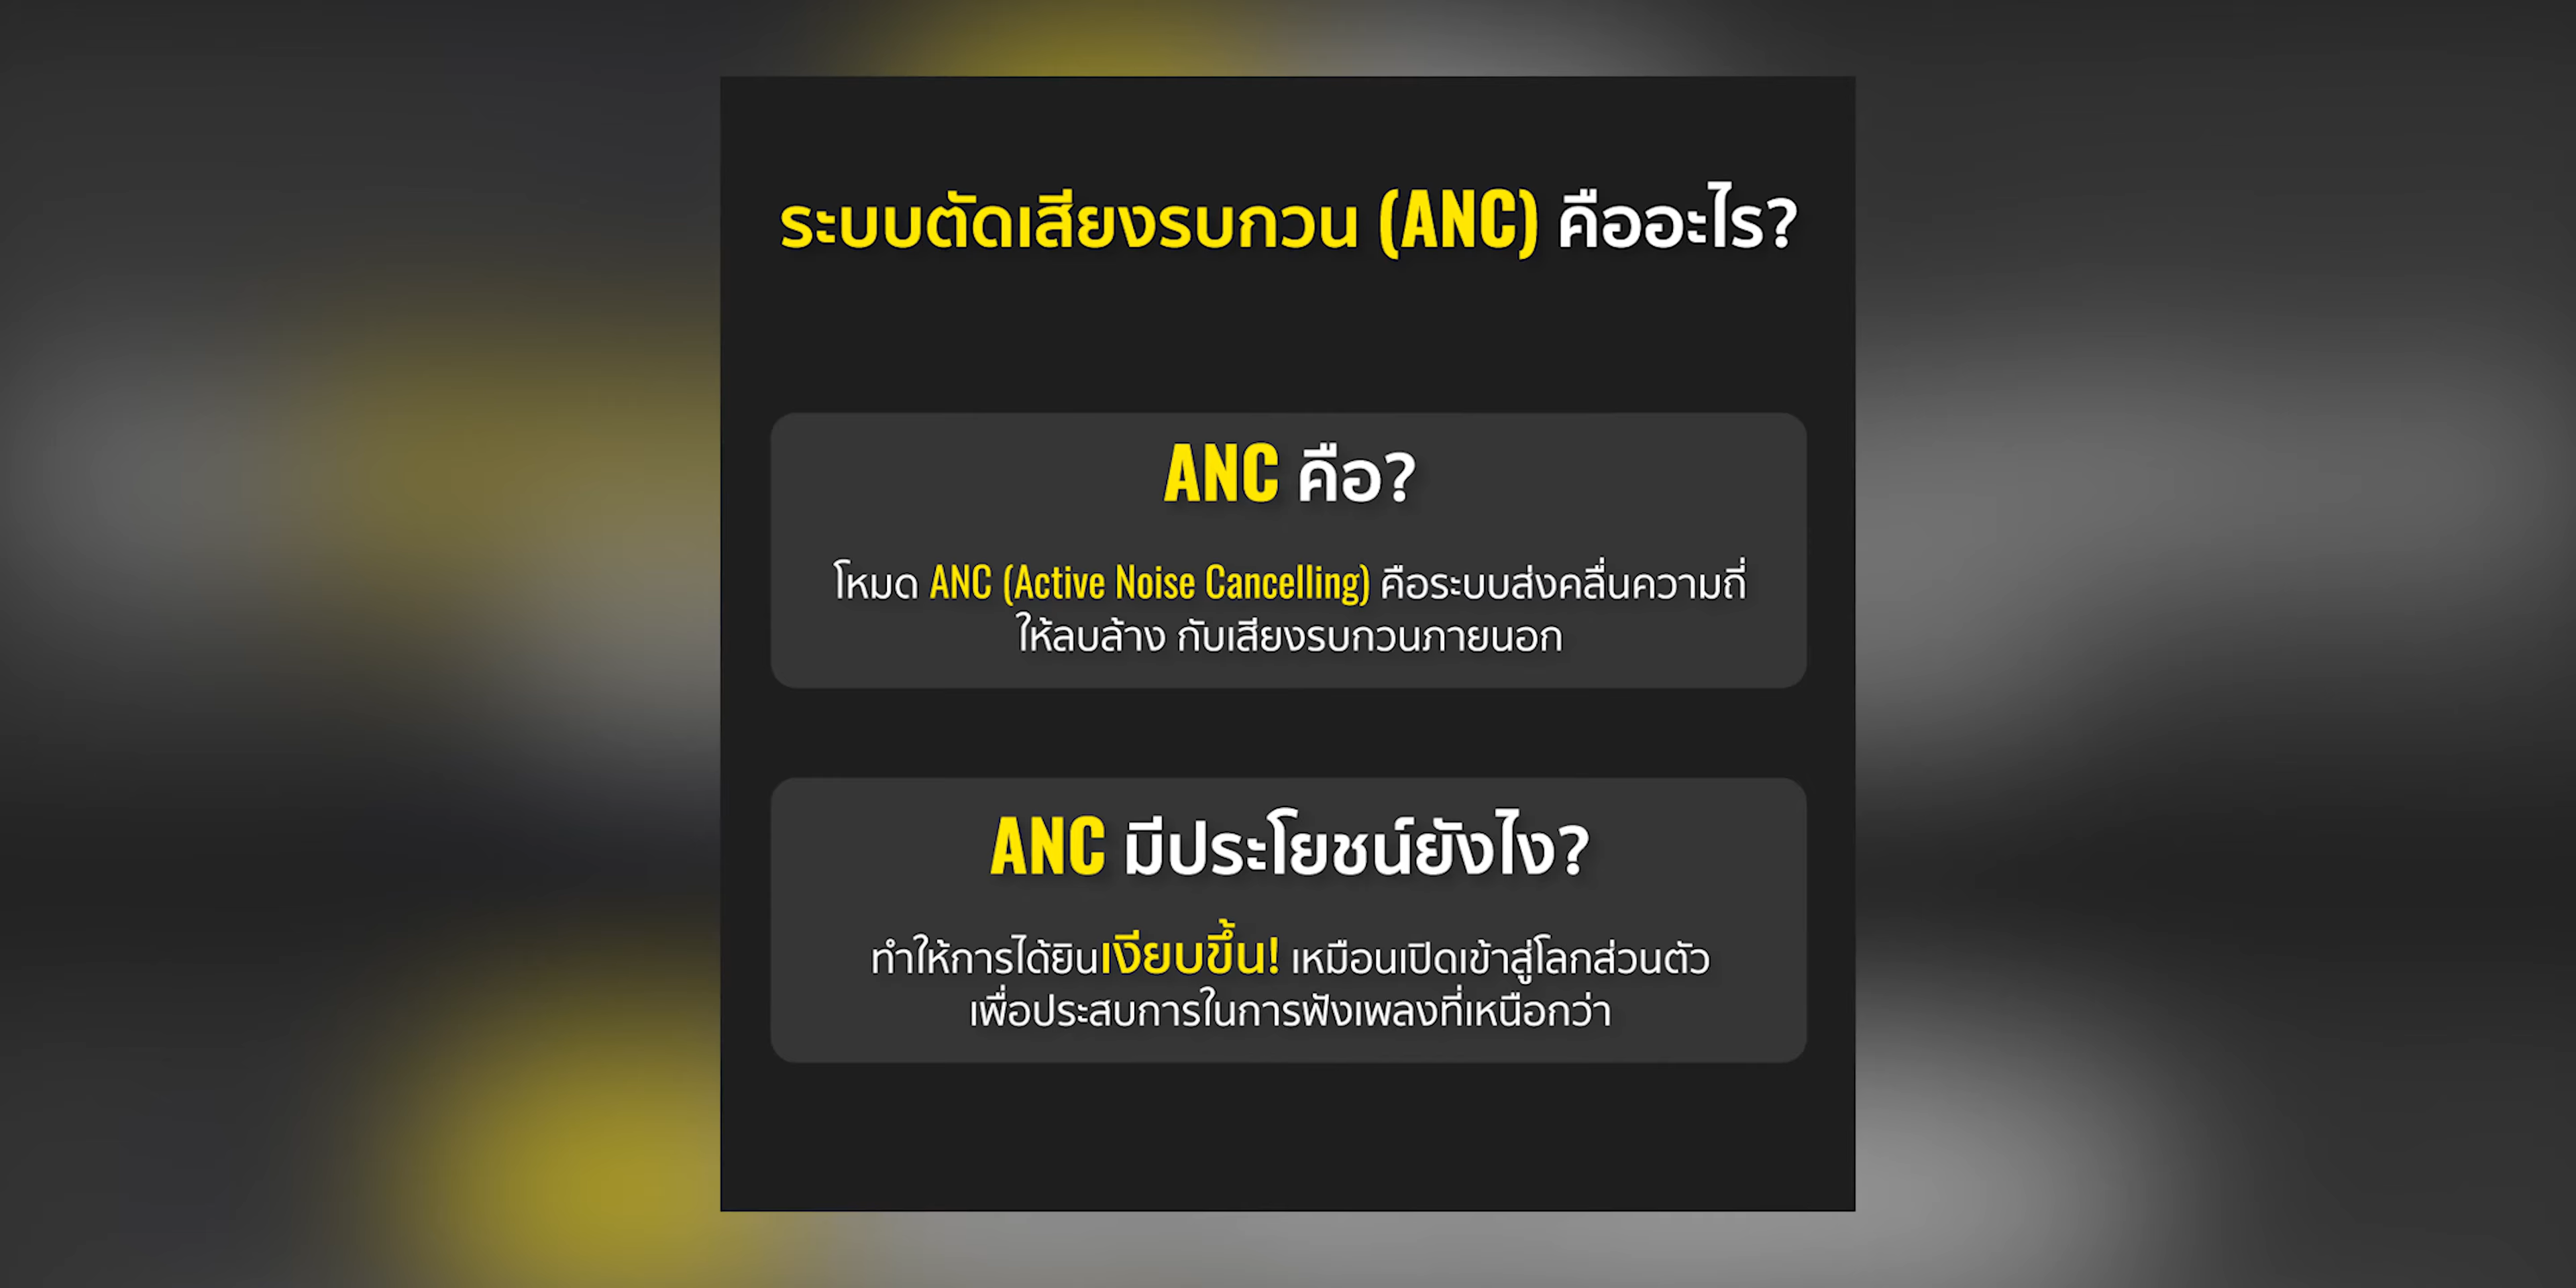 ระบบตัดเสียงรบกวน (ANC) คืออะไร?
ANC คือ?
โหมด ANC (Active Noise Cancelling) คือระบบส่งคลื่นความถี่
ให้ลบล้าง กับเสียงรบกวนภายนอก
ANC มีประโยชน์ยังไง?
ทำให้การได้ยินเงียบขึ้น! เหมือนเปิดเข้าสู่โลกส่วนตัว
เพื่อประสบการในการฟังเพลงที่เหนือกว่า